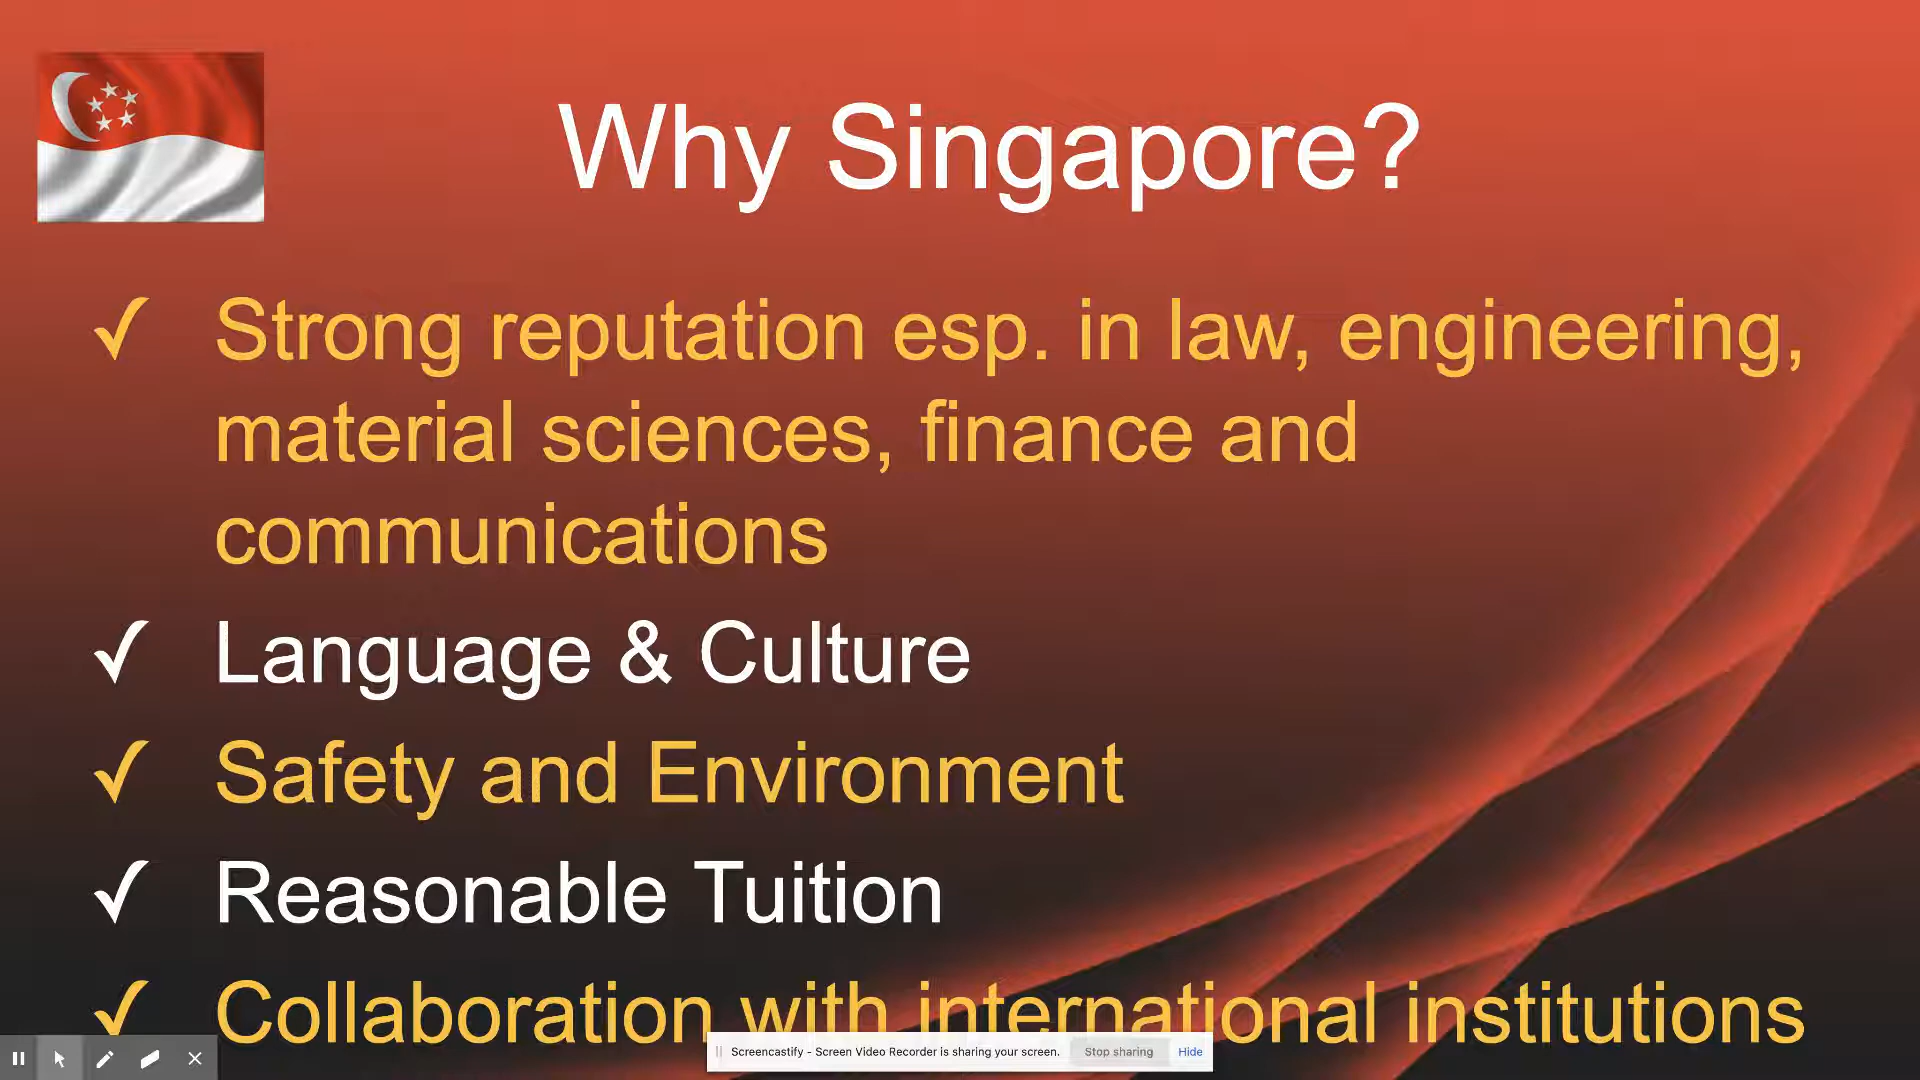 Why Singapore?
✓ Strong reputation esp. in law, engineering,
material sciences, finance and
communications
✓ Language & Culture
✓ Safety and Environment
✓ Reasonable Tuition
✓ Collaboration with international institutions
Screencastify - Screen Video Recorder is sharing your screen. Stop sharing Hide